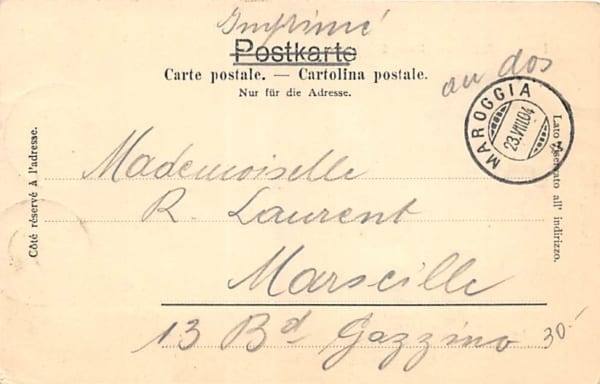 Imprimé
Postkarte
Carte postale. — Cartolina postale.
Nur für die Adresse.
au dos
MAROGGIA
23.VIII.04
Côté réservé à l'adresse.
Lato riservato all' indirizzo.
Mademoiselle
R. Laurent
Marseille
13 Bd Gazzino
30.-